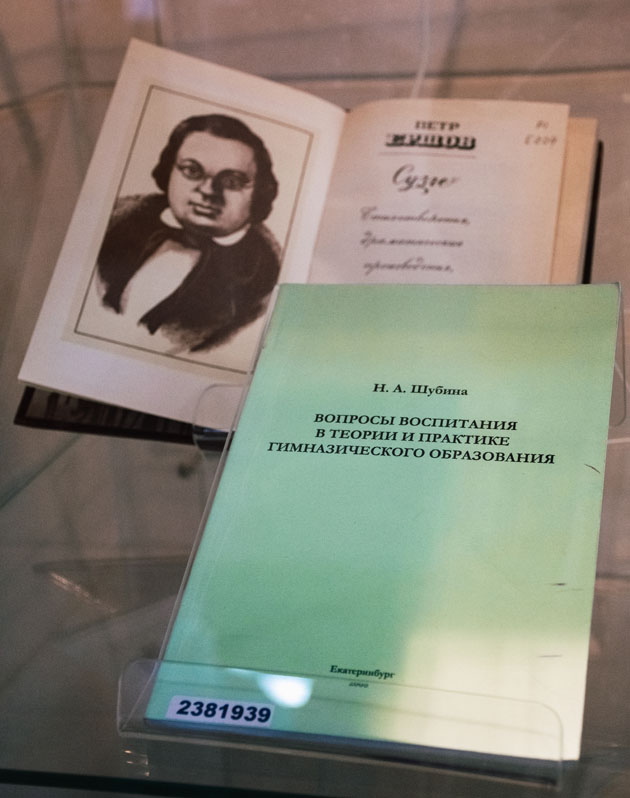 ПЕТР
ЕРШОВ
Сузге
Стихотворения,
драматические
произведения,
Н. А. Шубина
ВОПРОСЫ ВОСПИТАНИЯ
В ТЕОРИИ И ПРАКТИКЕ
ГИМНАЗИЧЕСКОГО ОБРАЗОВАНИЯ
Екатеринбург
2381939